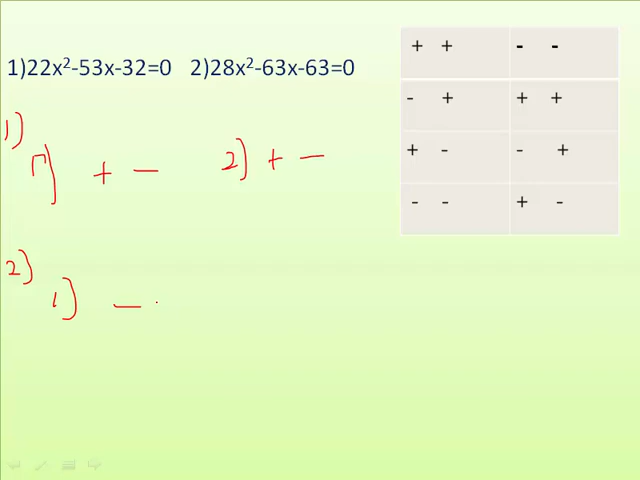 1)22x²-53x-32=0 2)28x²-63x-63=0
+ + - -
- + + +
+ - - +
- - + -
1)
1) + - 2) + -
2)
1) -